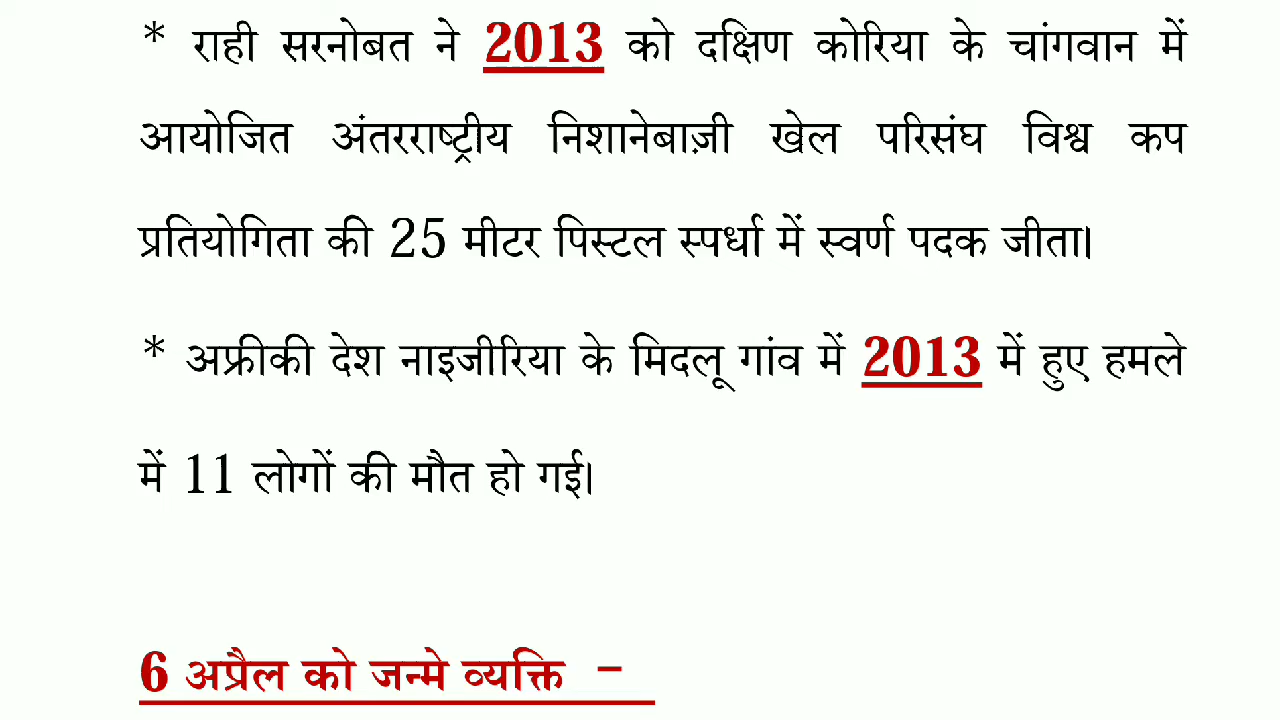 * राही सरनोबत ने 2013 को दक्षिण कोरिया के चांगवान में
आयोजित अंतरराष्ट्रीय निशानेबाज़ी खेल परिसंघ विश्व कप
प्रतियोगिता की 25 मीटर पिस्टल स्पर्धा में स्वर्ण पदक जीता।
* अफ्रीकी देश नाइजीरिया के मिदलू गांव में 2013 में हुए हमले
में 11 लोगों की मौत हो गई।
6 अप्रैल को जन्मे व्यक्ति –